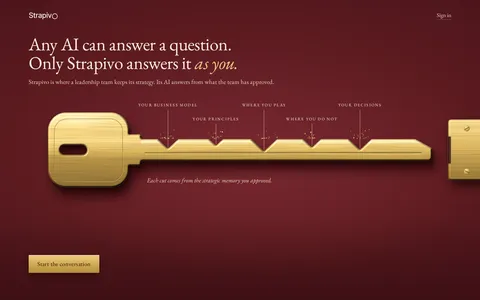 Strapivo
Sign in
Any AI can answer a question.
Only Strapivo answers it as you.
Strapivo is where a leadership team keeps its strategy. Its AI answers from what the team has approved.
YOUR BUSINESS MODEL
WHERE YOU PLAY
YOUR DECISIONS
YOUR PRINCIPLES
WHERE YOU DO NOT
Each cut comes from the strategic memory you approved.
Start the conversation